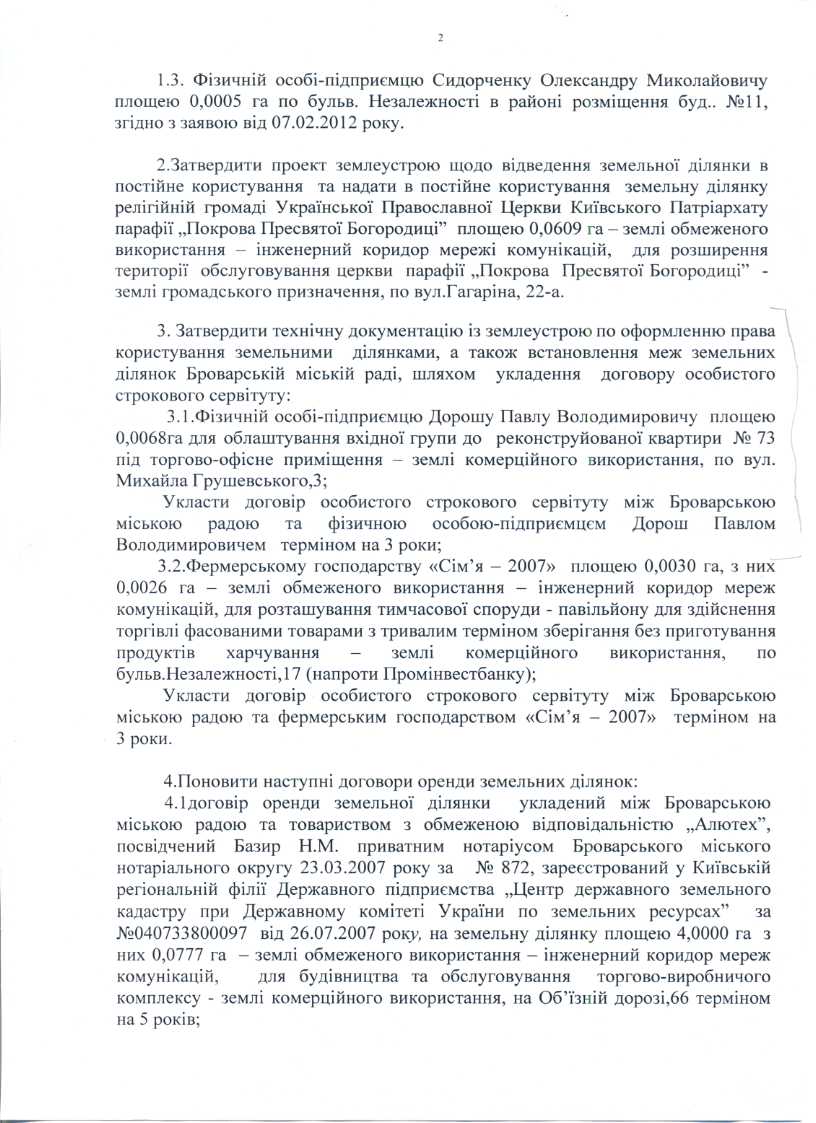 2
1.3. Фізичній особі-підприємцю Сидорченку Олександру Миколайовичу
площею 0,0005 га по бульв. Незалежності в районі розміщення буд.. №11,
згідно з заявою від 07.02.2012 року.
2.Затвердити проект землеустрою щодо відведення земельної ділянки в
постійне користування та надати в постійне користування земельну ділянку
релігійній громаді Української Православної Церкви Київського Патріархату
парафії „Покрова Пресвятої Богородиці” площею 0,0609 га – землі обмеженого
використання – інженерний коридор мережі комунікацій, для розширення
території обслуговування церкви парафії „Покрова Пресвятої Богородиці” -
землі громадського призначення, по вул.Гагаріна, 22-а.
3. Затвердити технічну документацію із землеустрою по оформленню права
користування земельними ділянками, а також встановлення меж земельних
ділянок Броварській міській раді, шляхом укладення договору особистого
строкового сервітуту:
3.1.Фізичній особі-підприємцю Дорошу Павлу Володимировичу площею
0,0068га для облаштування вхідної групи до реконструйованої квартири № 73
під торгово-офісне приміщення – землі комерційного використання, по вул.
Михайла Грушевського,3;
Укласти договір особистого строкового сервітуту між Броварською
міською радою та фізичною особою-підприємцєм Дорош Павлом
Володимировичем терміном на 3 роки;
3.2.Фермерському господарству «Сім’я – 2007» площею 0,0030 га, з них
0,0026 га – землі обмеженого використання – інженерний коридор мереж
комунікацій, для розташування тимчасової споруди - павільйону для здійснення
торгівлі фасованими товарами з тривалим терміном зберігання без приготування
продуктів харчування – землі комерційного використання, по
бульв.Незалежності,17 (напроти Промінвестбанку);
Укласти договір особистого строкового сервітуту між Броварською
міською радою та фермерським господарством «Сім’я – 2007» терміном на
3 роки.
4.Поновити наступні договори оренди земельних ділянок:
4.1договір оренди земельної ділянки укладений між Броварською
міською радою та товариством з обмеженою відповідальністю „Алютех”,
посвідчений Базир Н.М. приватним нотаріусом Броварського міського
нотаріального округу 23.03.2007 року за № 872, зареєстрований у Київській
регіональній філії Державного підприємства „Центр державного земельного
кадастру при Державному комітеті України по земельних ресурсах” за
№040733800097 від 26.07.2007 року, на земельну ділянку площею 4,0000 га з
них 0,0777 га – землі обмеженого використання – інженерний коридор мереж
комунікацій, для будівництва та обслуговування торгово-виробничого
комплексу - землі комерційного використання, на Об’їзній дорозі,66 терміном
на 5 років;